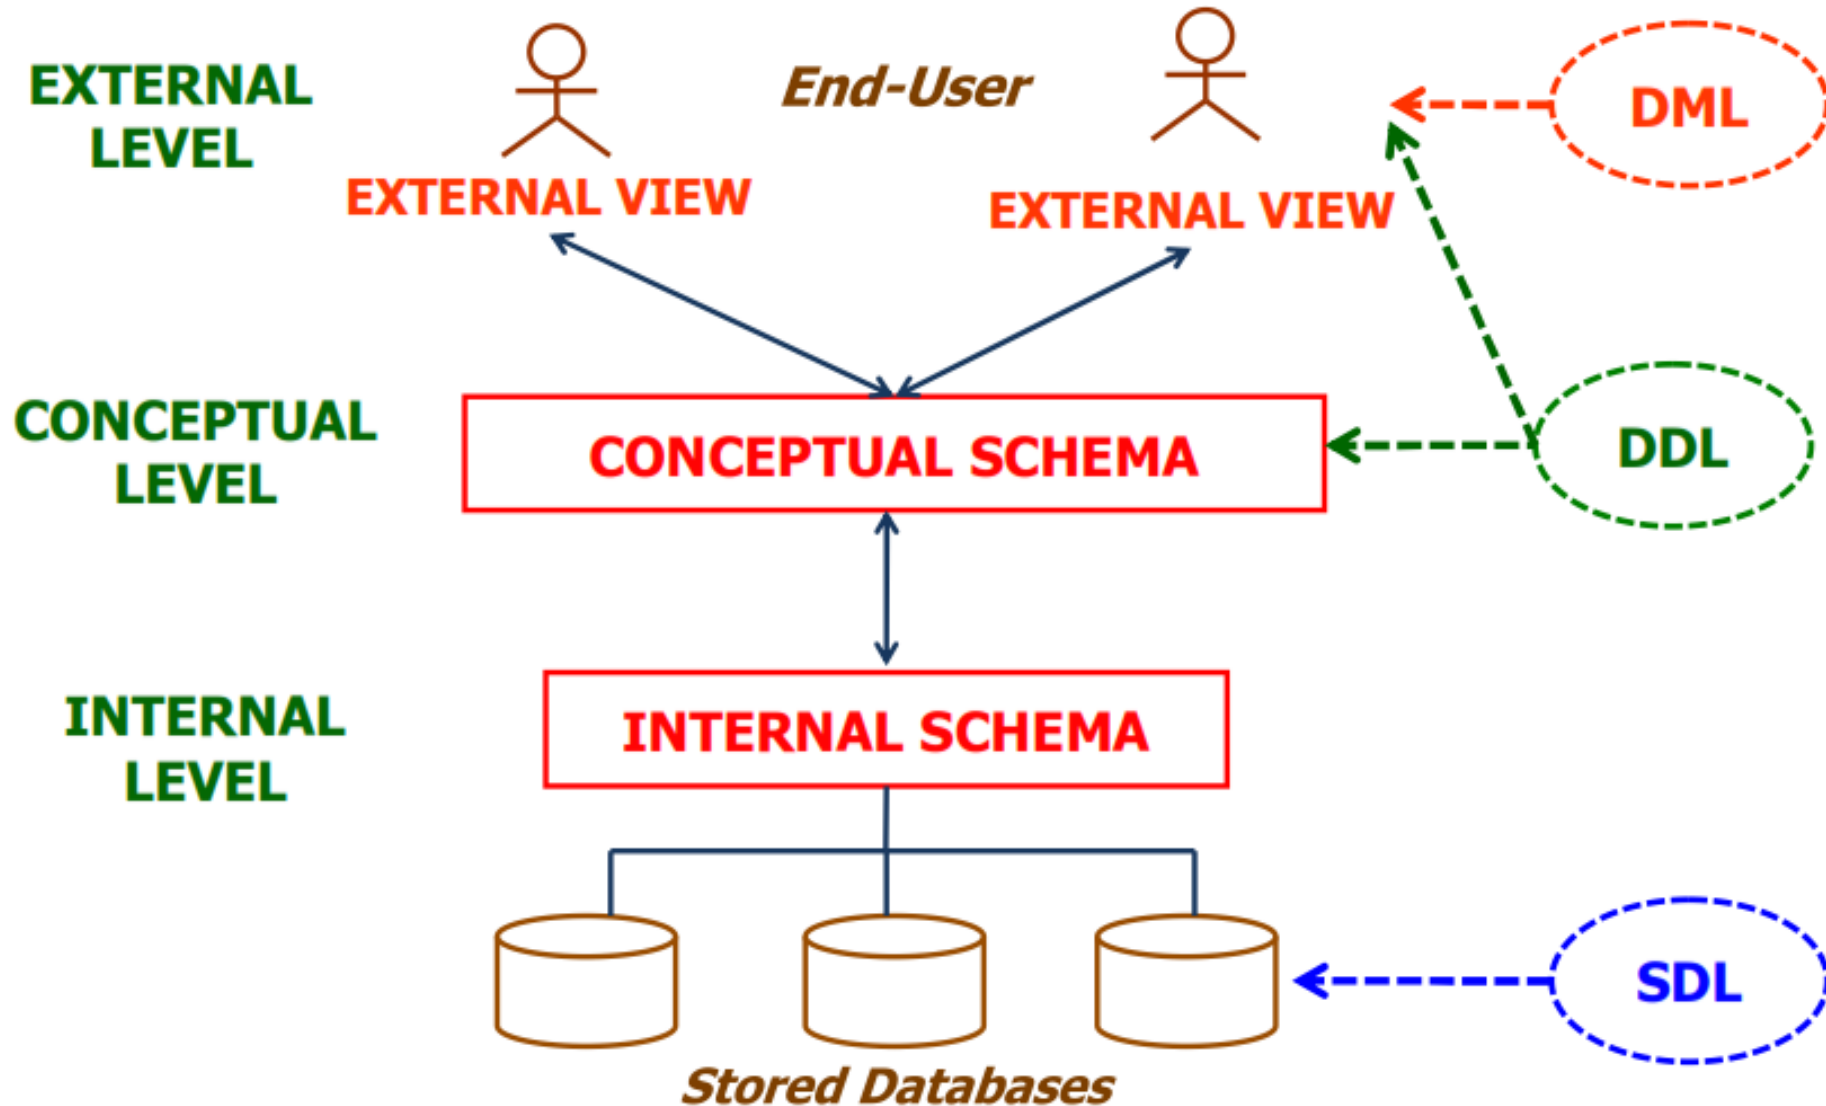 EXTERNAL
LEVEL
End-User
DML
EXTERNAL VIEW
EXTERNAL VIEW
CONCEPTUAL
LEVEL
CONCEPTUAL SCHEMA
DDL
INTERNAL
LEVEL
INTERNAL SCHEMA
SDL
Stored Databases